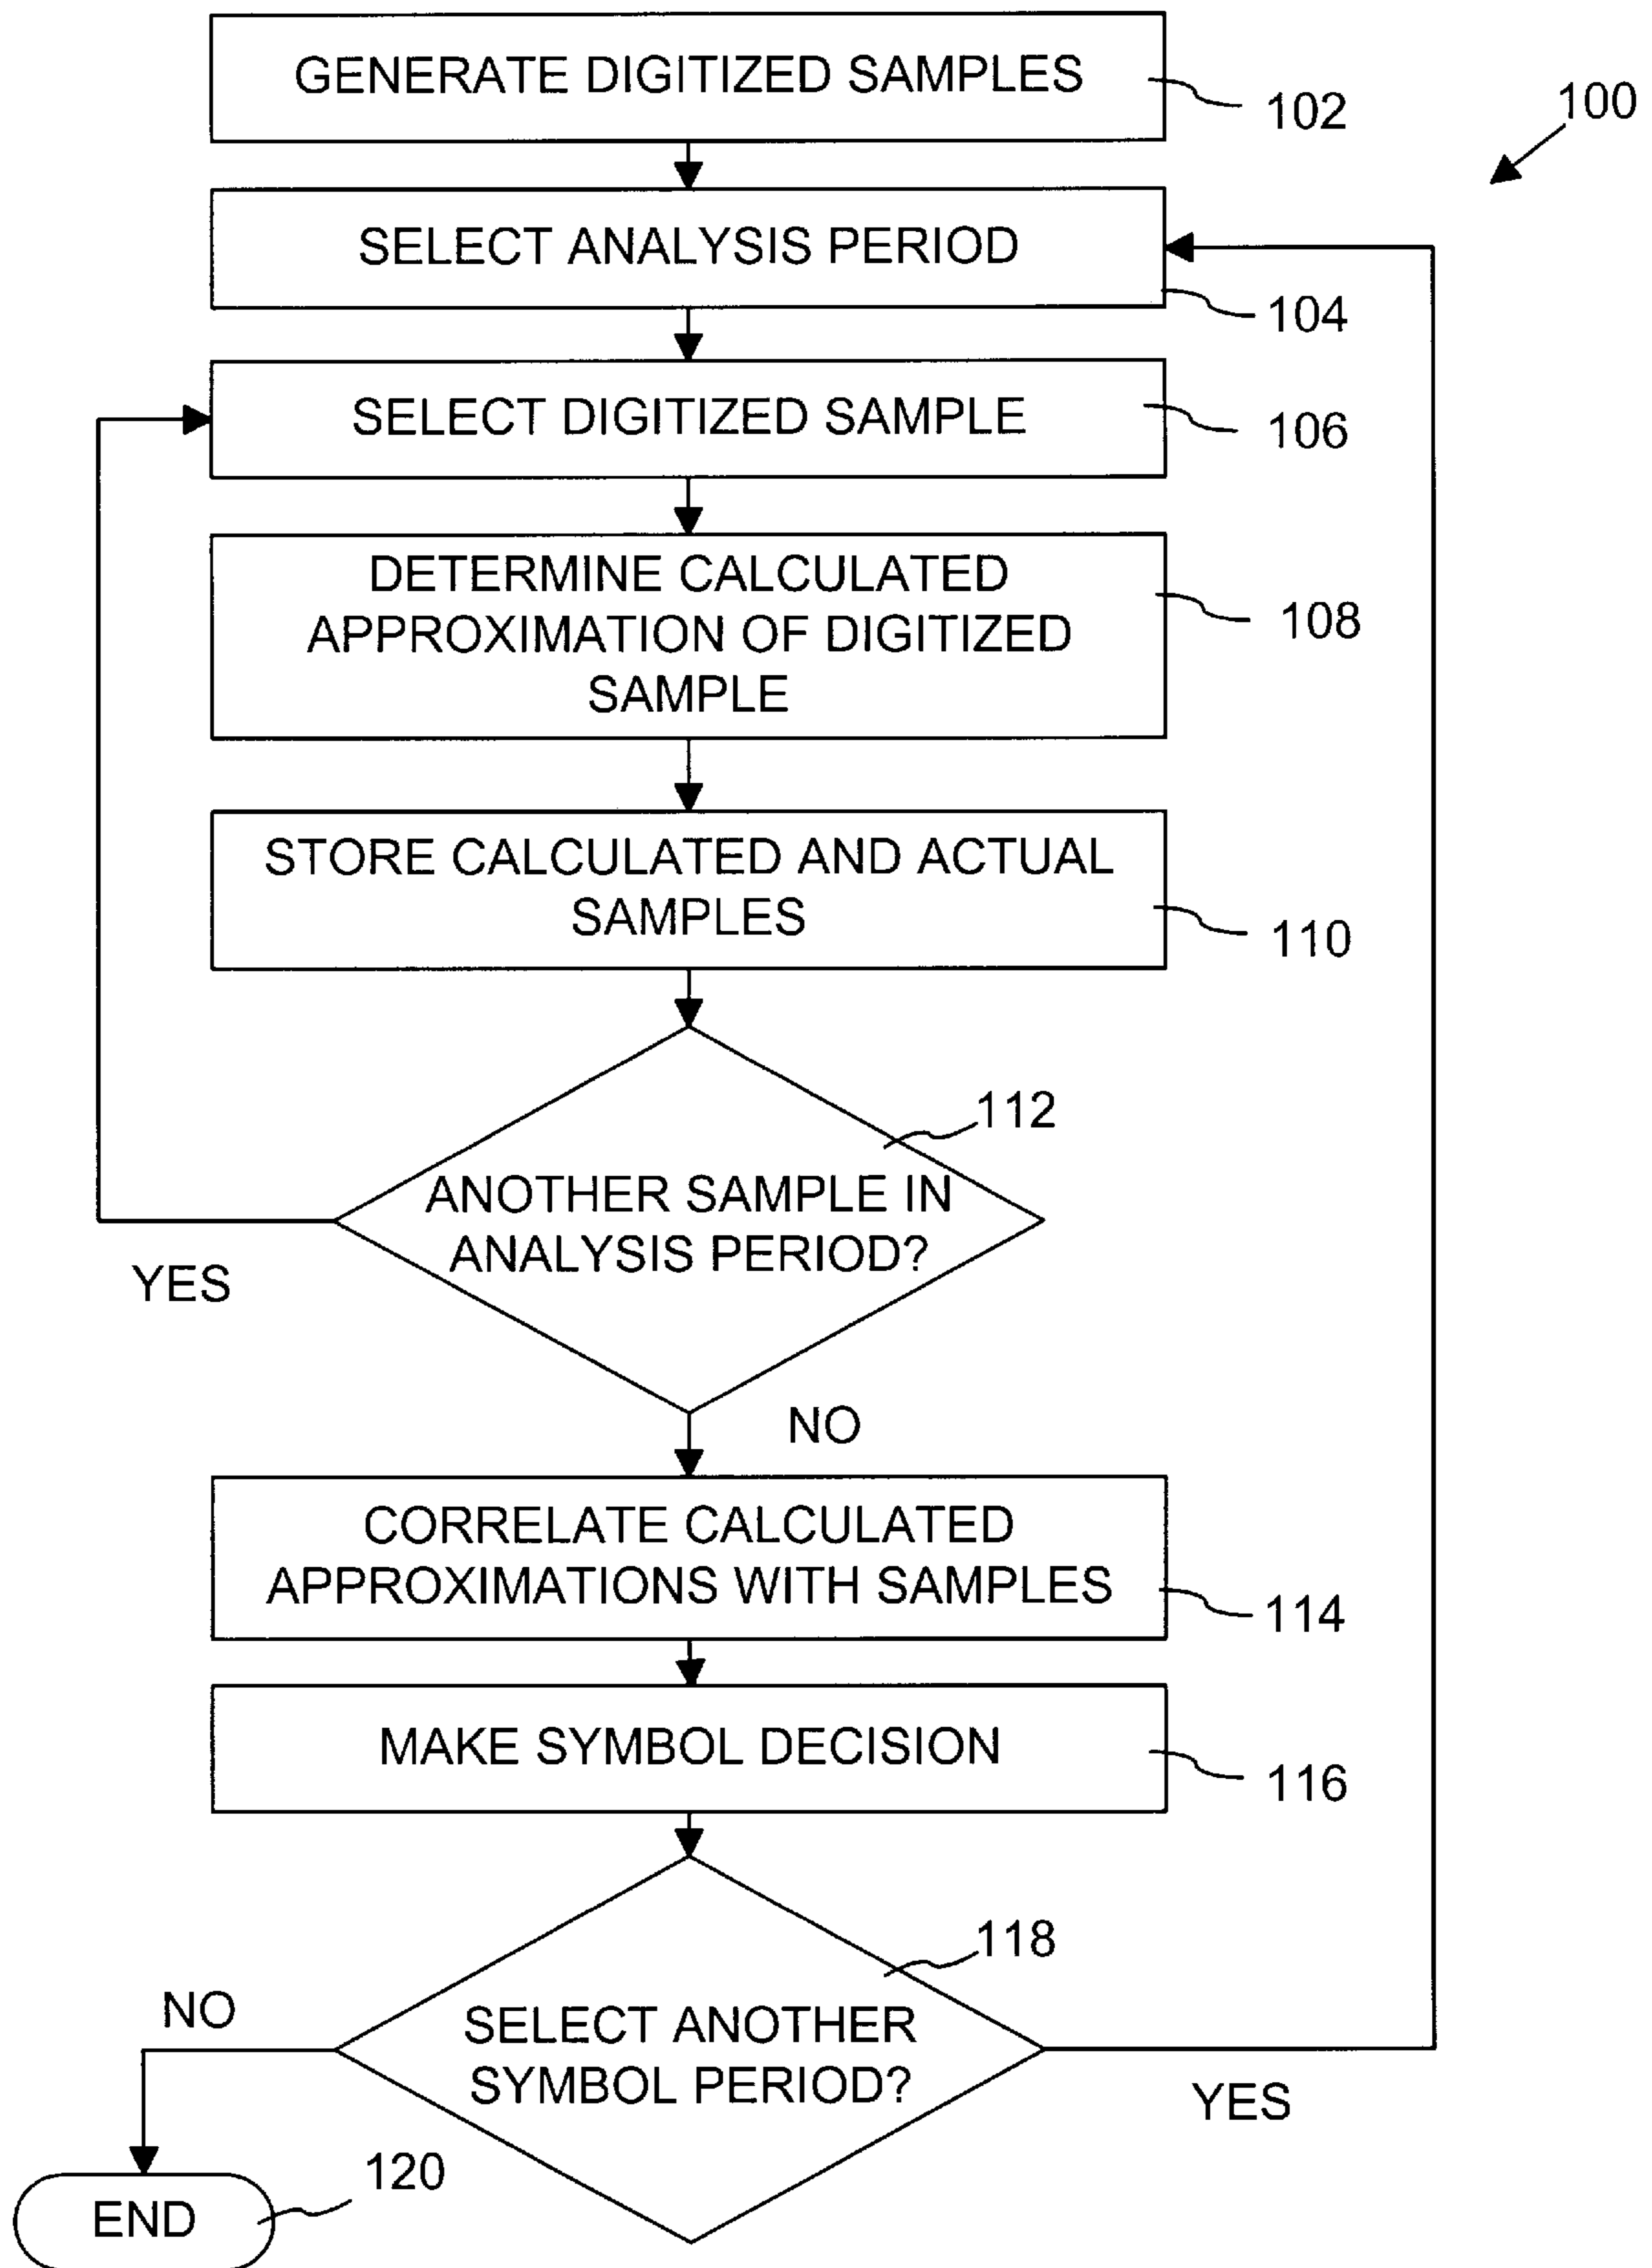 GENERATE DIGITIZED SAMPLES
102
100
SELECT ANALYSIS PERIOD
104
SELECT DIGITIZED SAMPLE
106
DETERMINE CALCULATED
APPROXIMATION OF DIGITIZED
SAMPLE
108
STORE CALCULATED AND ACTUAL
SAMPLES
110
112
ANOTHER SAMPLE IN
ANALYSIS PERIOD?
YES
NO
CORRELATE CALCULATED
APPROXIMATIONS WITH SAMPLES
114
MAKE SYMBOL DECISION
116
118
NO
SELECT ANOTHER
SYMBOL PERIOD?
YES
120
END